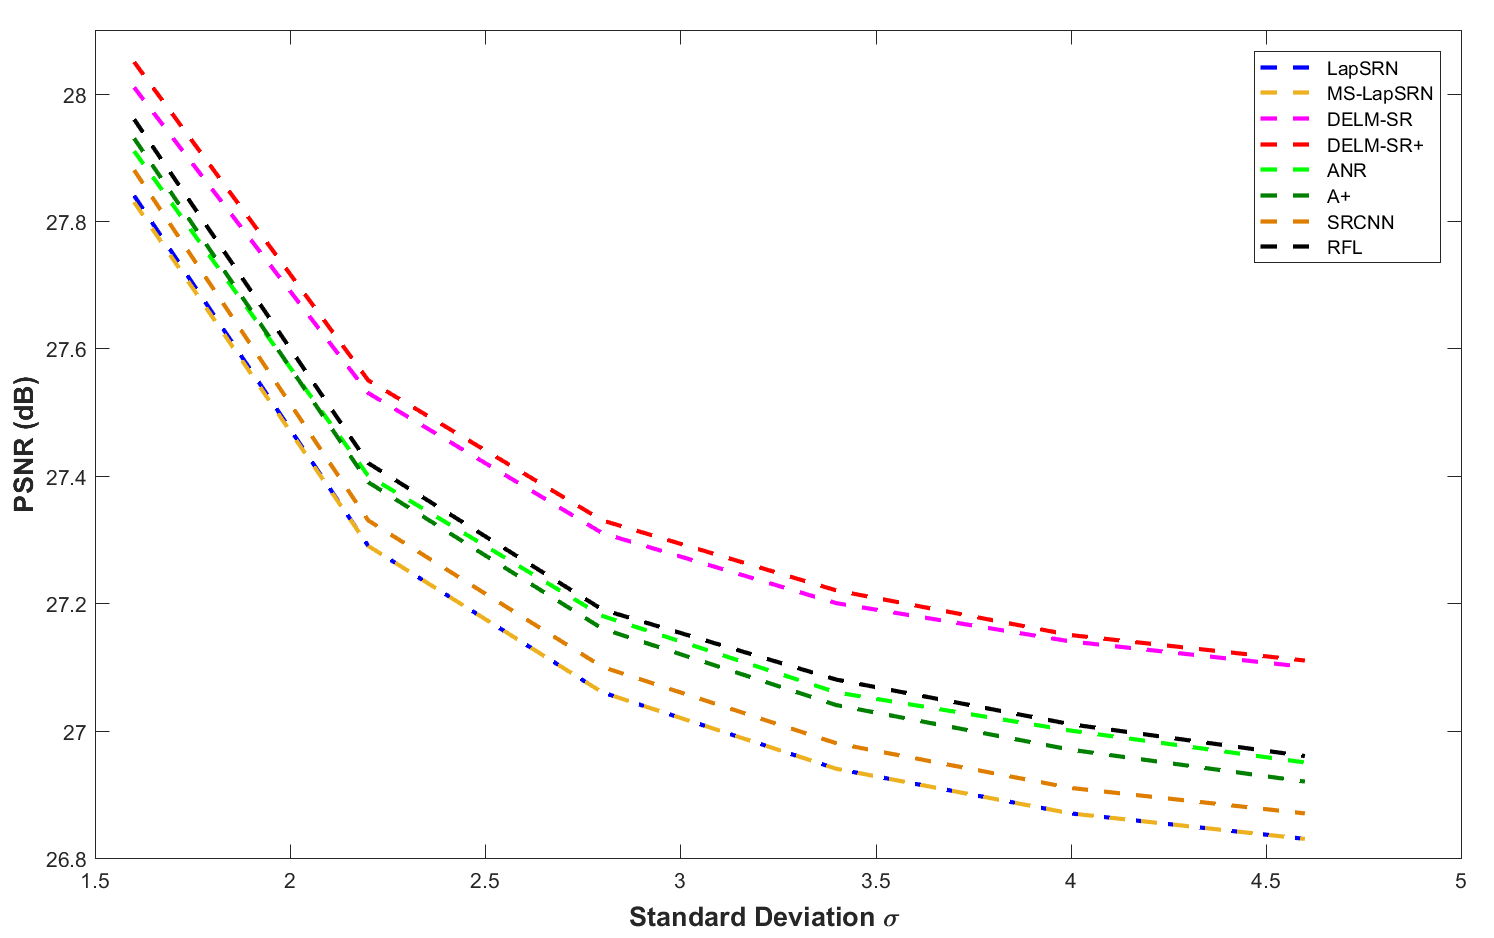 28
27.8
27.6
27.4
27.2
27
26.8
PSNR (dB)
1.5 2 2.5 3 3.5 4 4.5 5
Standard Deviation σ
LapSRN
MS-LapSRN
DELM-SR
DELM-SR+
ANR
A+
SRCNN
RFL